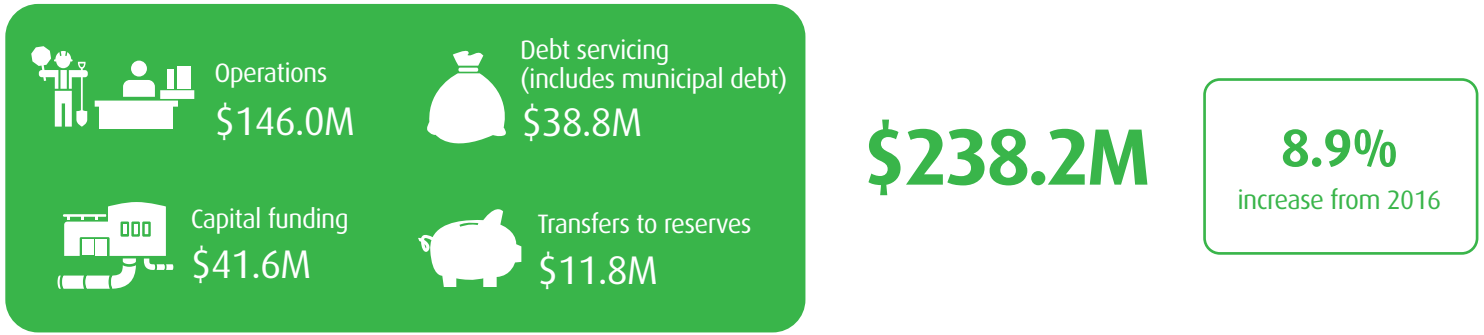 Operations
$146.0M
Debt servicing
(includes municipal debt)
$38.8M
Capital funding
$41.6M
Transfers to reserves
$11.8M
$238.2M
8.9%
increase from 2016